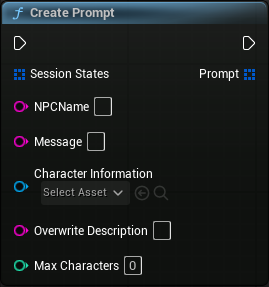 Create Prompt
Session States Prompt
NPCName
Message
Character Information
Select Asset
Overwrite Description
Max Characters 0